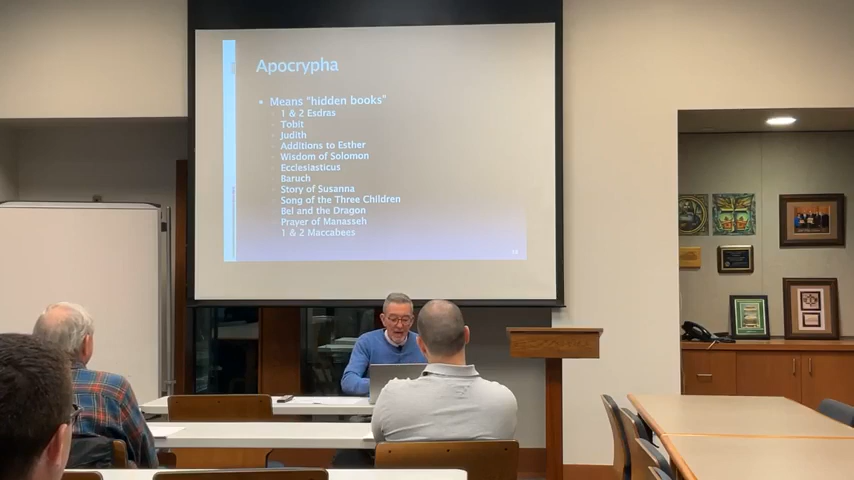 Apocrypha
• Means "hidden books"
1 & 2 Esdras
Tobit
Judith
Additions to Esther
Wisdom of Solomon
Ecclesiasticus
Baruch
Story of Susanna
Song of the Three Children
Bel and the Dragon
Prayer of Manasseh
1 & 2 Maccabees